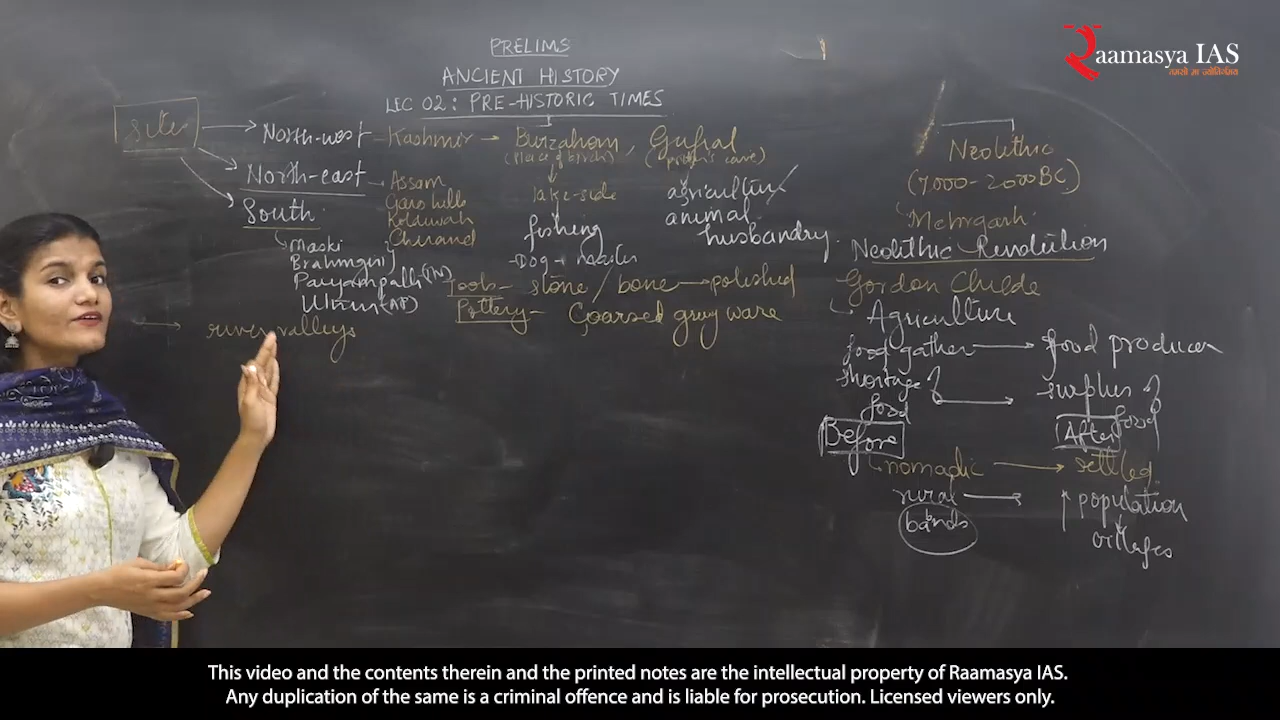 Raamasya IAS
तमसो मा ज्योतिर्गमय
PRELIMS
ANCIENT HISTORY
LEC 02 : PRE-HISTORIC TIMES
Site
North-west - Kashmir → Burzahom, Gufral
(Place of birch) (potter's cave)
lake-side
fishing
Dog - master
agriculture
animal husbandry
North-east - Assam
Garo hills
Koldihwah
Chirand
South
Maski
Brahmgiri
Paiyampalli (TN)
Utnur (AP)
Tools - stone / bone → polished
Pottery - Coarsed grey ware
→ river valleys
Neolithic
(7000-2000 BC)
Mehrgarh
Neolithic Revolution
Gordon Childe
Agriculture
food gather → food producer
shortage of food → surplus of food
Before After
nomadic → settled
rural → ↑ population
bands villages
This video and the contents therein and the printed notes are the intellectual property of Raamasya IAS.
Any duplication of the same is a criminal offence and is liable for prosecution. Licensed viewers only.